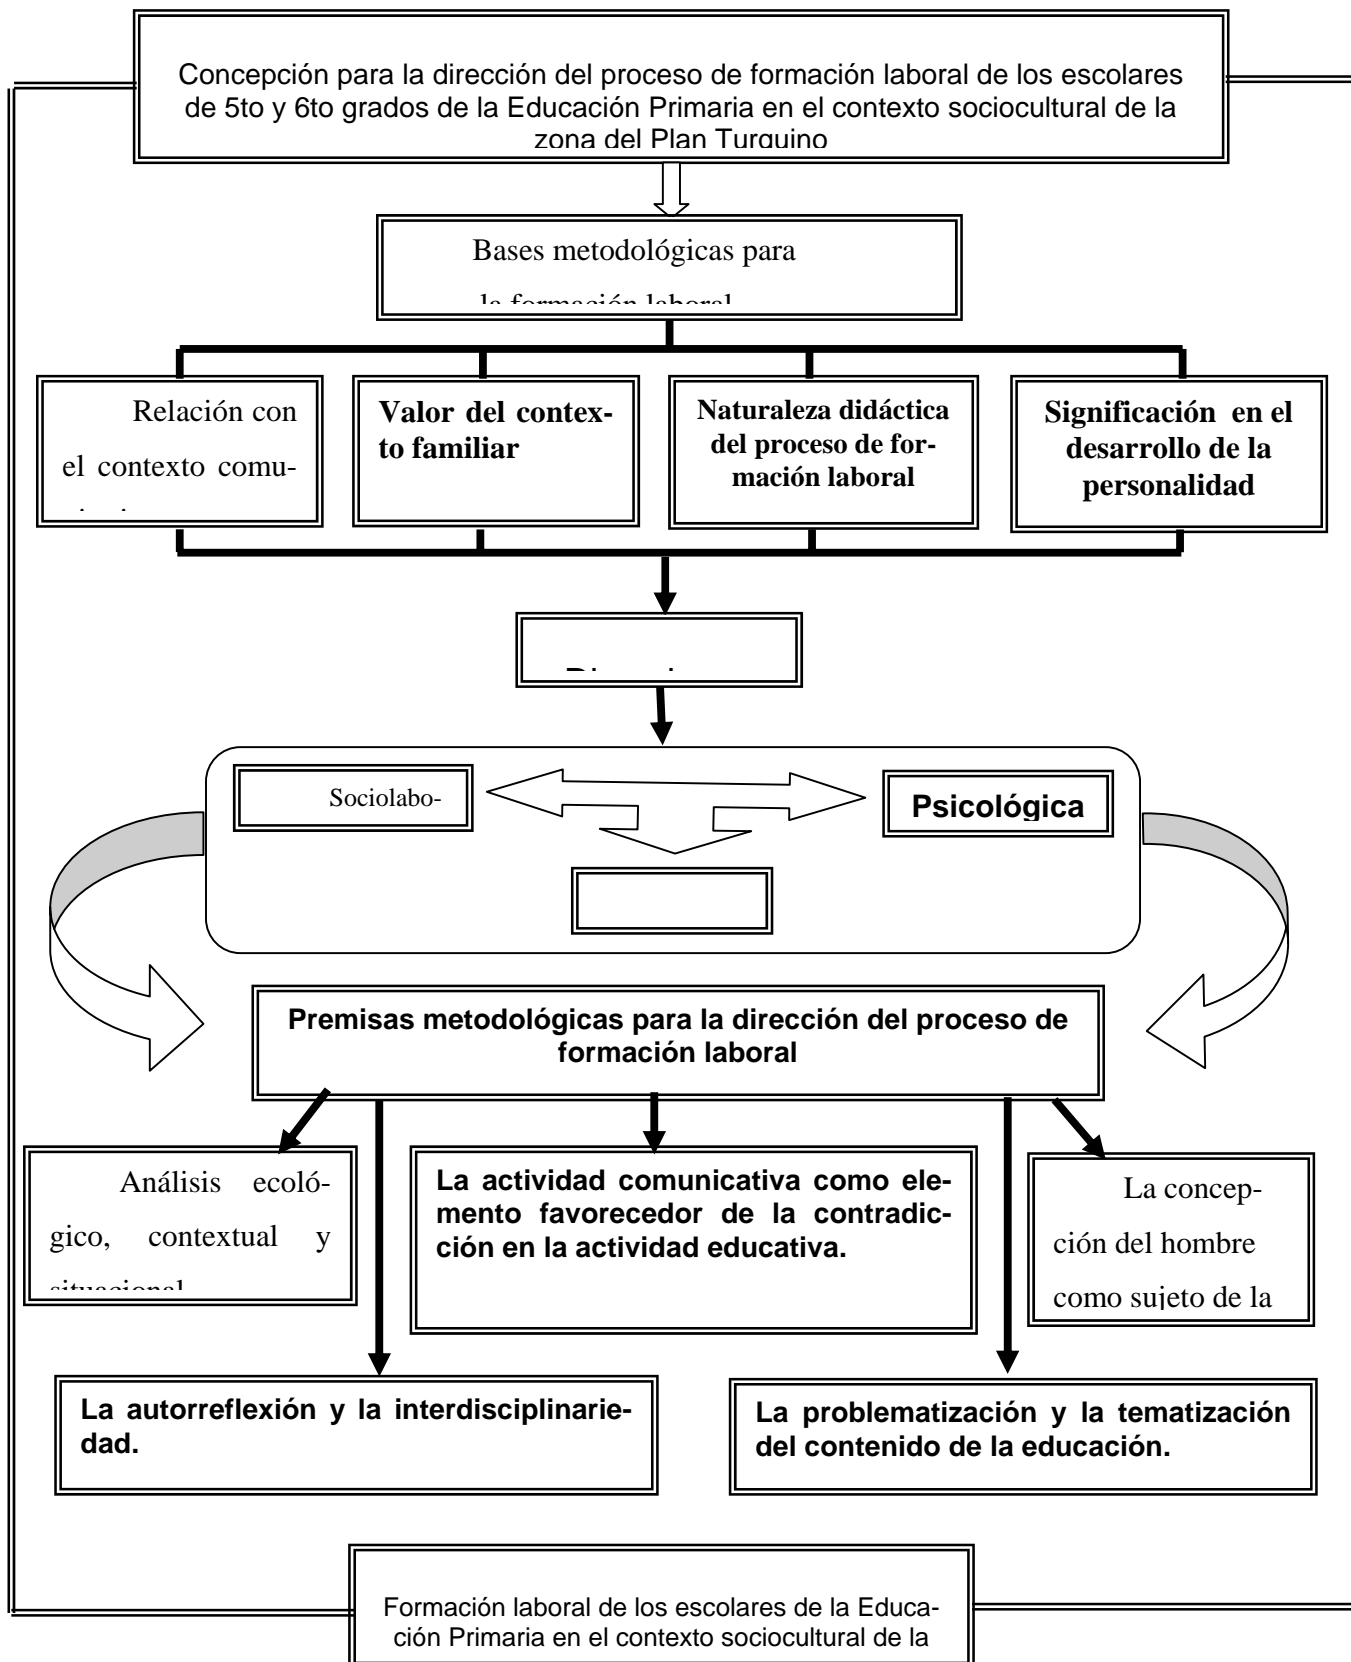 Concepción para la dirección del proceso de formación laboral de los escolares
de 5to y 6to grados de la Educación Primaria en el contexto sociocultural de la
zona del Plan Turquino
Bases metodológicas para
la formación laboral
Relación con
el contexto comu-
Valor del contex-
to familiar
Naturaleza didáctica
del proceso de for-
mación laboral
Significación en el
desarrollo de la
personalidad
Sociolabo-
Psicológica
Premisas metodológicas para la dirección del proceso de
formación laboral
Análisis ecoló-
gico, contextual y
situacional
La actividad comunicativa como ele-
mento favorecedor de la contradic-
ción en la actividad educativa.
La concep-
ción del hombre
como sujeto de la
La autorreflexión y la interdisciplinarie-
dad.
La problematización y la tematización
del contenido de la educación.
Formación laboral de los escolares de la Educa-
ción Primaria en el contexto sociocultural de la